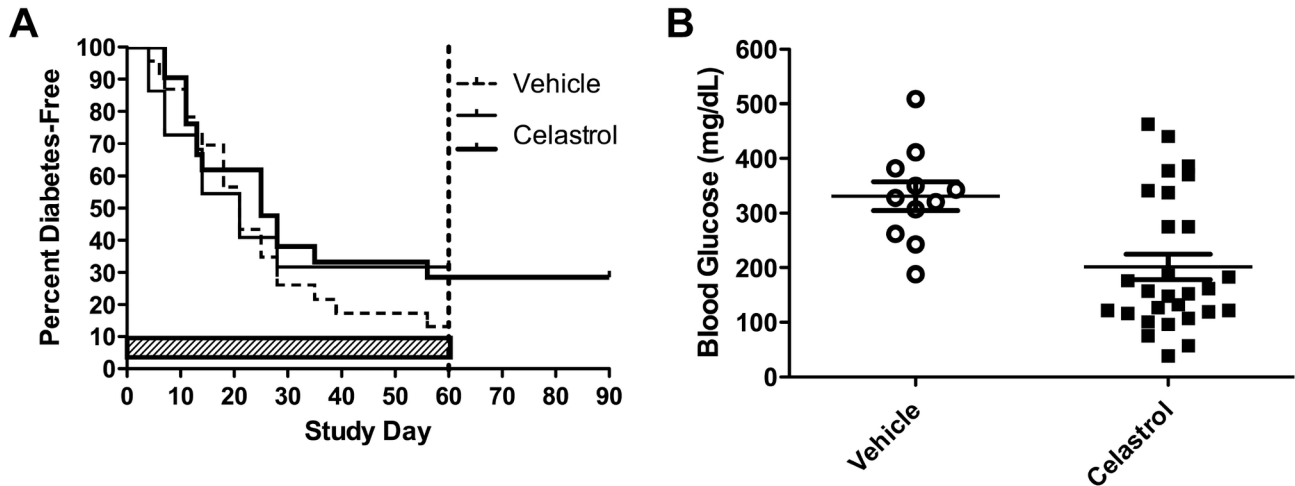 A
Percent Diabetes-Free
100
90
80
70
60
50
40
30
20
10
0
0 10 20 30 40 50 60 70 80 90
Study Day
Vehicle
Celastrol
B
Blood Glucose (mg/dL)
600
500
400
300
200
100
0
Vehicle
Celastrol